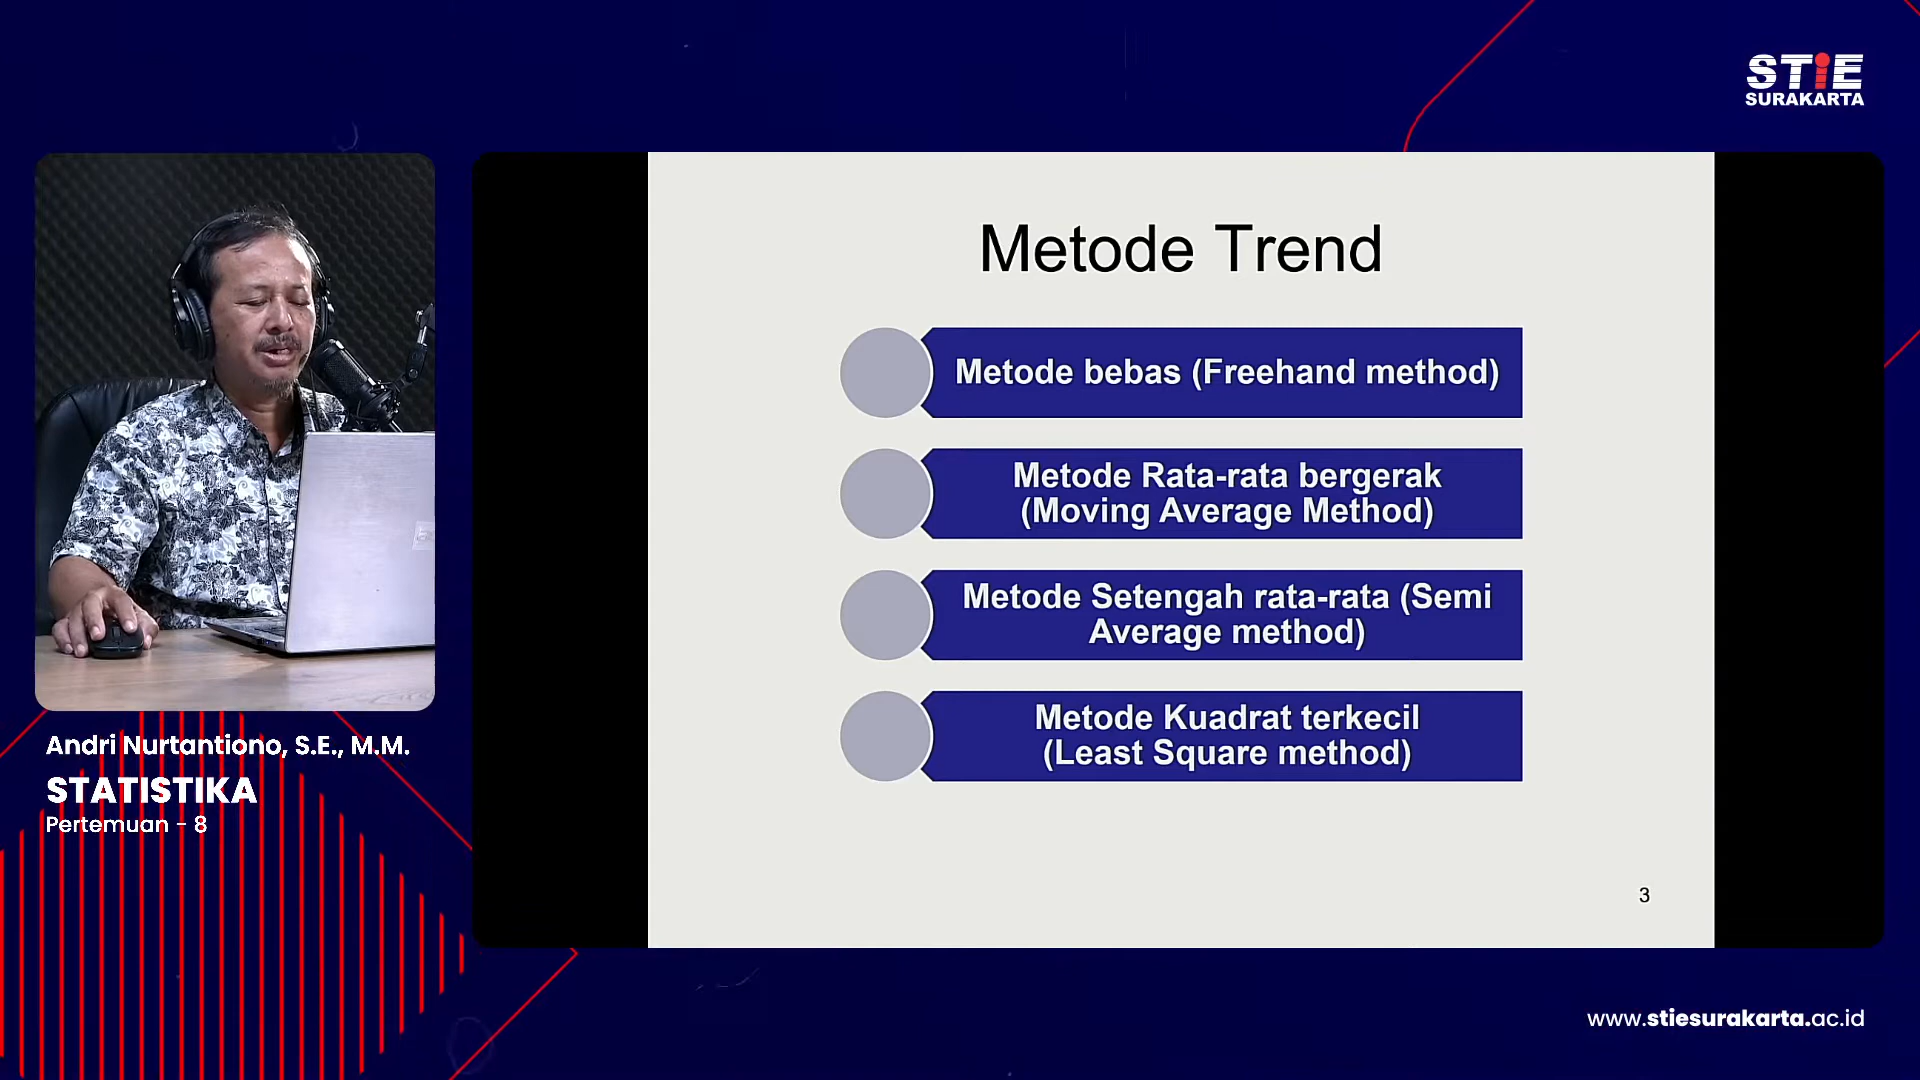 STiE
SURAKARTA
Metode Trend
Metode bebas (Freehand method)
Metode Rata-rata bergerak
(Moving Average Method)
Metode Setengah rata-rata (Semi
Average method)
Metode Kuadrat terkecil
(Least Square method)
3
Andri Nurtantiono, S.E., M.M.
STATISTIKA
Pertemuan - 8
www.stiesurakarta.ac.id